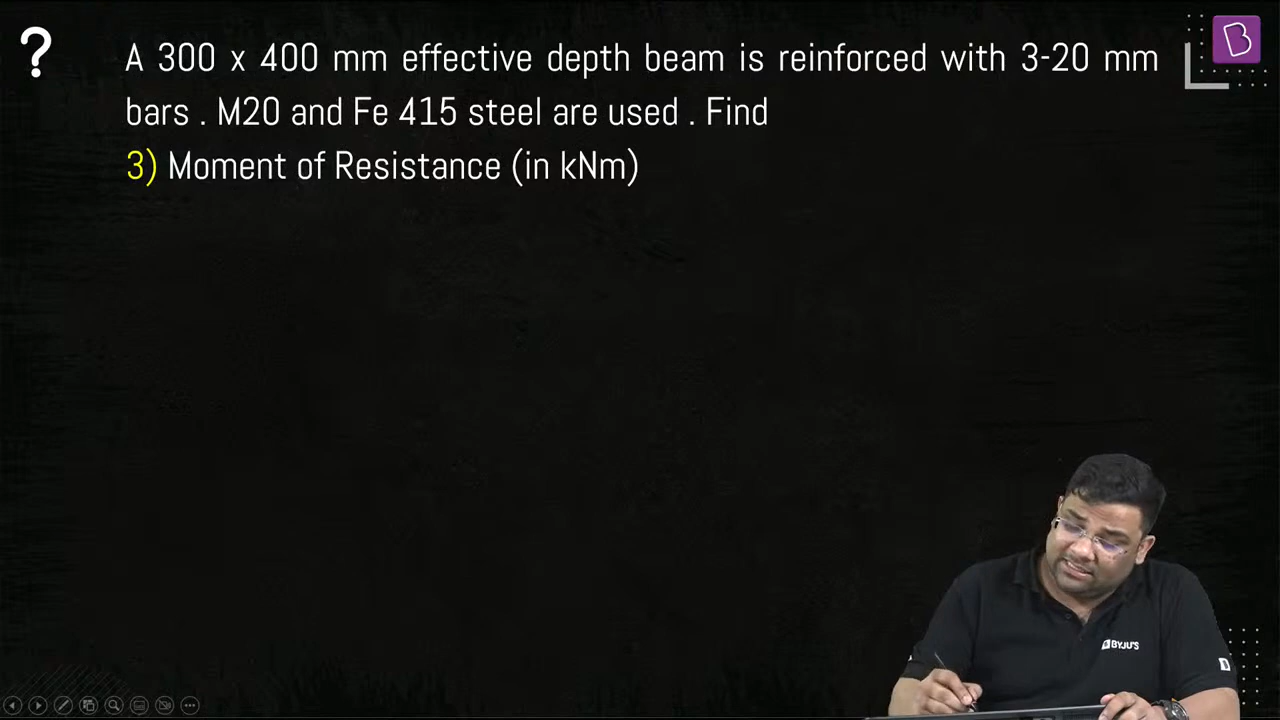 ?
A 300 x 400 mm effective depth beam is reinforced with 3-20 mm
bars . M20 and Fe 415 steel are used . Find
3) Moment of Resistance (in kNm)
B
BYJU'S